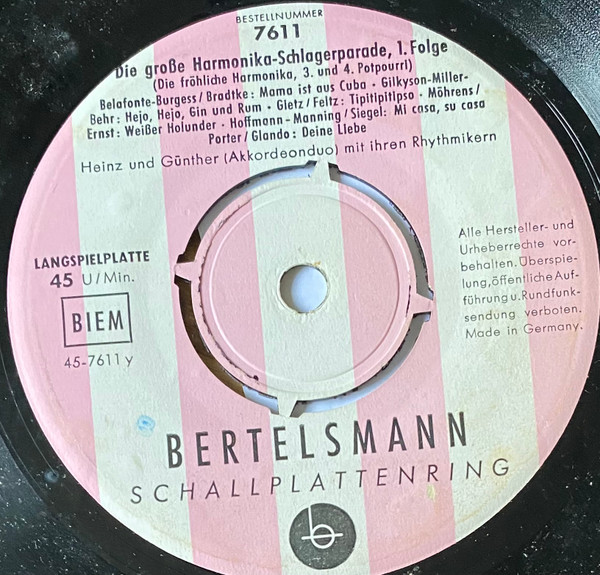 BESTELLNUMMER
7611
Die große Harmonika-Schlagerparade, 1. Folge
(Die fröhliche Harmonika, 3. und 4. Potpourri)
Belafonte-Burgess / Bradtke: Mama ist aus Cuba · Gilkyson-Miller-
Behr: Hejo, Hejo, Gin und Rum · Gietz / Feltz: Tipitipitipso · Möhrens /
Ernst: Weißer Holunder · Hoffmann-Manning / Siegel: Mi casa, su casa
Porter / Glando: Deine Liebe
Heinz und Günther (Akkordeonduo) mit ihren Rhythmikern
LANGSPIELPLATTE
45 U/Min.
BIEM
45-7611 y
Alle Hersteller- und
Urheberrechte vor-
behalten. Überspie-
lung, öffentliche Auf-
führung u. Rundfunk-
sendung verboten.
Made in Germany.
BERTELSMANN
SCHALLPLATTENRING
b